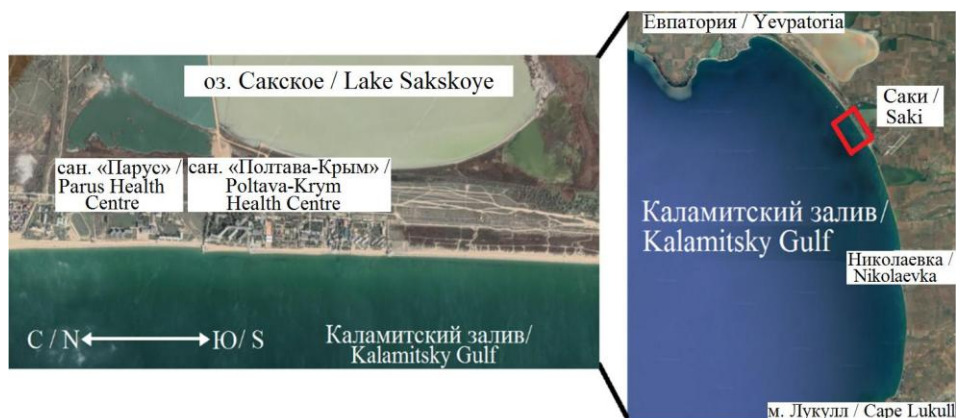 оз. Сакское / Lake Sakskoye
сан. «Парус» /
Parus Health
Centre
сан. «Полтава-Крым» /
Poltava-Krym
Health Centre
С / N
Ю/ S
Каламитский залив/
Kalamitsky Gulf
Евпатория / Yevpatoria
Саки /
Saki
Каламитский залив/
Kalamitsky Gulf
Николаевка /
Nikolaevka
м. Лукулл / Cape Lukull